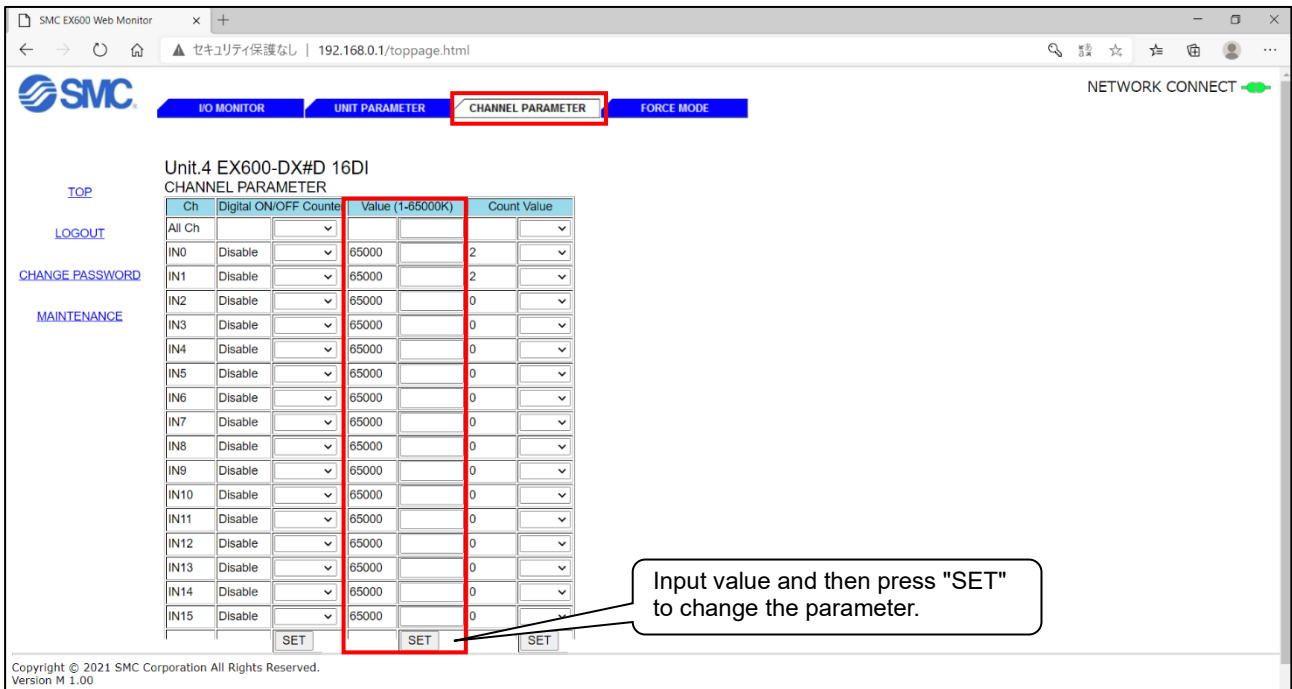 SMC EX600 Web Monitor
セキュリティ保護なし | 192.168.0.1/toppage.html
SMC.
NETWORK CONNECT
I/O MONITOR UNIT PARAMETER CHANNEL PARAMETER FORCE MODE
TOP
LOGOUT
CHANGE PASSWORD
MAINTENANCE
Unit.4 EX600-DX#D 16DI
CHANNEL PARAMETER
Ch Digital ON/OFF Counter Value (1-65000K) Count Value
All Ch
IN0 Disable 65000 2
IN1 Disable 65000 2
IN2 Disable 65000 0
IN3 Disable 65000 0
IN4 Disable 65000 0
IN5 Disable 65000 0
IN6 Disable 65000 0
IN7 Disable 65000 0
IN8 Disable 65000 0
IN9 Disable 65000 0
IN10 Disable 65000 0
IN11 Disable 65000 0
IN12 Disable 65000 0
IN13 Disable 65000 0
IN14 Disable 65000 0
IN15 Disable 65000 0
SET SET SET
Input value and then press "SET"
to change the parameter.
Copyright © 2021 SMC Corporation All Rights Reserved.
Version M 1.00